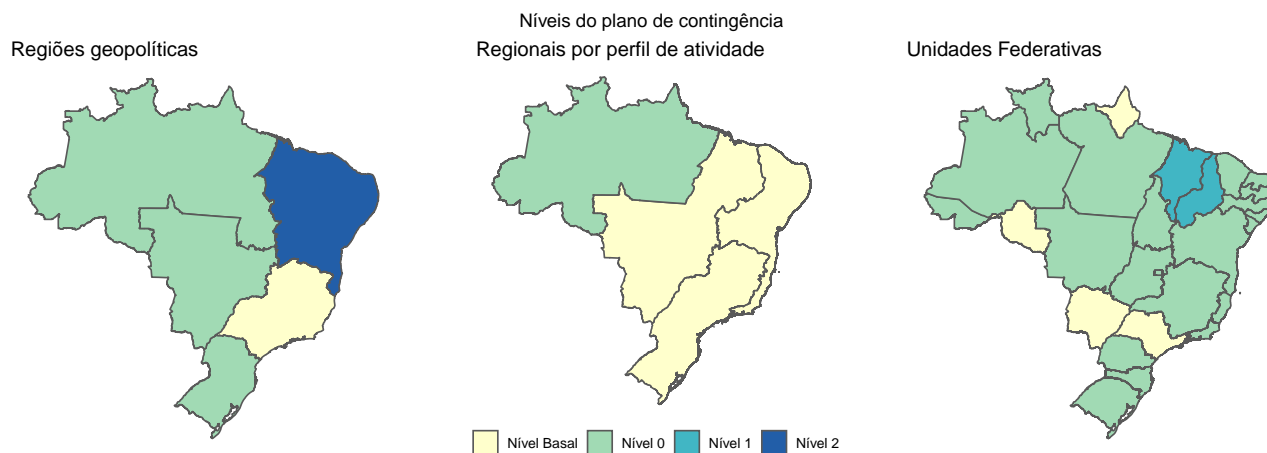 Níveis do plano de contingência
Regiões geopolíticas
Regionais por perfil de atividade
Unidades Federativas
Nível Basal
Nível 0
Nível 1
Nível 2